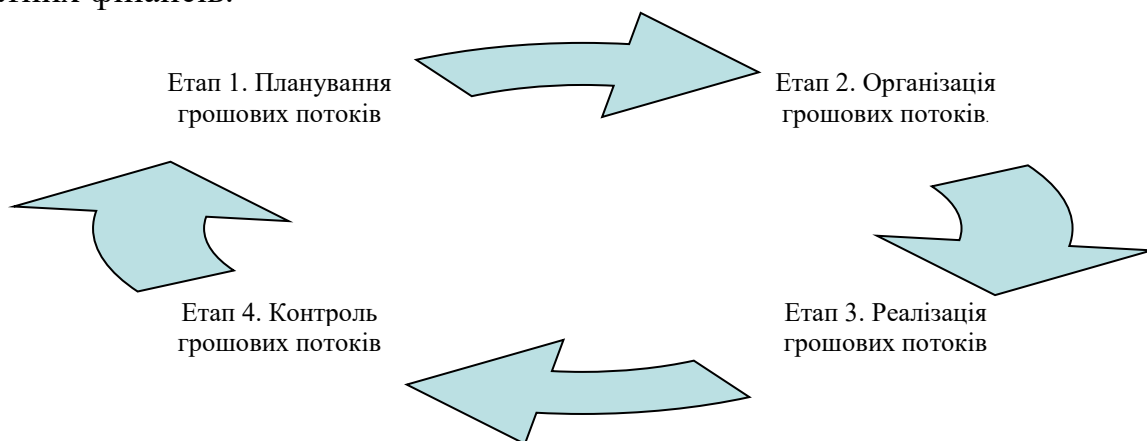 фінансів.
Етап 1. Планування
грошових потоків
Етап 2. Організація
грошових потоків.
Етап 4. Контроль
грошових потоків
Етап 3. Реалізація
грошових потоків